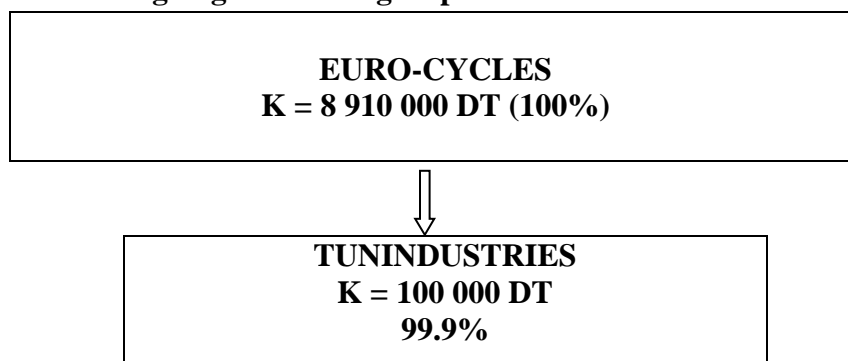 EURO-CYCLES
K = 8 910 000 DT (100%)
TUNINDUSTRIES
K = 100 000 DT
99.9%